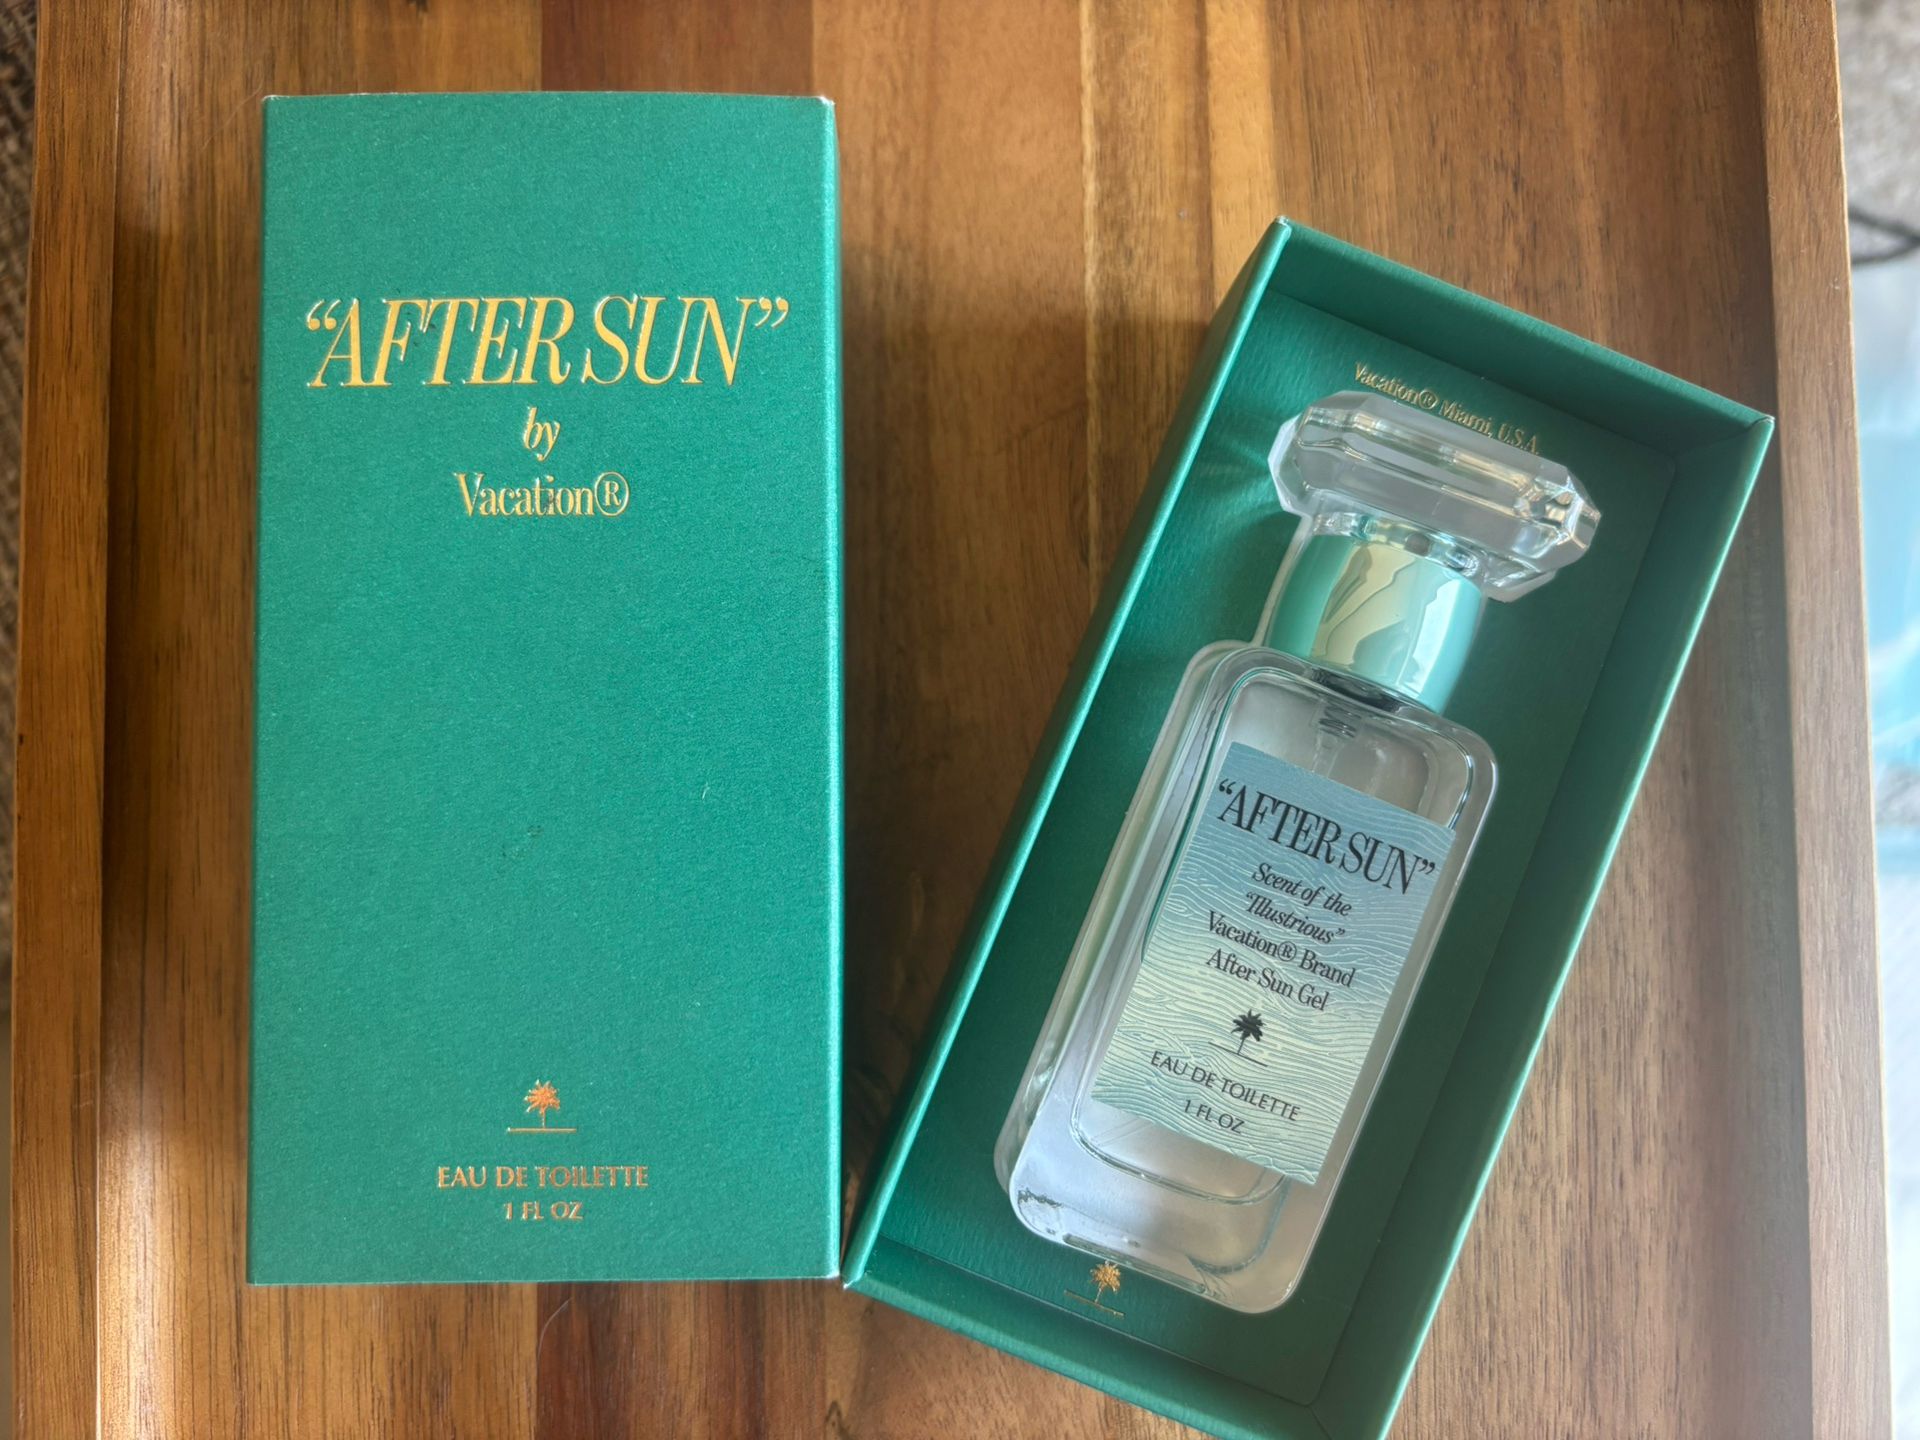 “AFTER SUN”
by
Vacation®
EAU DE TOILETTE
1 FL OZ
Vacation® Miami, U.S.A.
“AFTER SUN”
Scent of the
“Illustrious”
Vacation® Brand
After Sun Gel
EAU DE TOILETTE
1 FL OZ